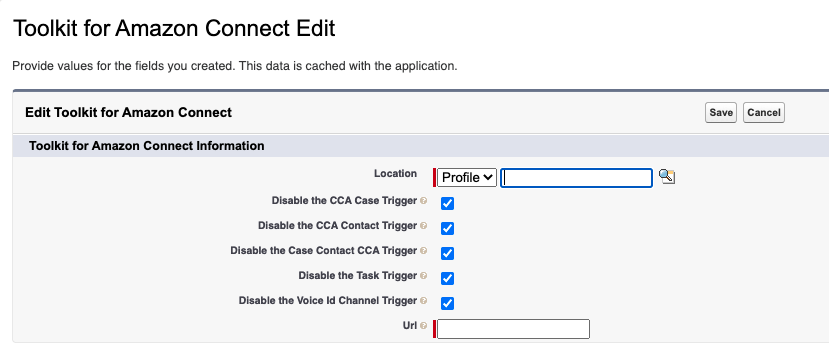 Toolkit for Amazon Connect Edit
Provide values for the fields you created. This data is cached with the application.
Edit Toolkit for Amazon Connect Save Cancel
Toolkit for Amazon Connect Information
Location Profile
Disable the CCA Case Trigger ?
Disable the CCA Contact Trigger ?
Disable the Case Contact CCA Trigger ?
Disable the Task Trigger ?
Disable the Voice Id Channel Trigger ?
Url ?